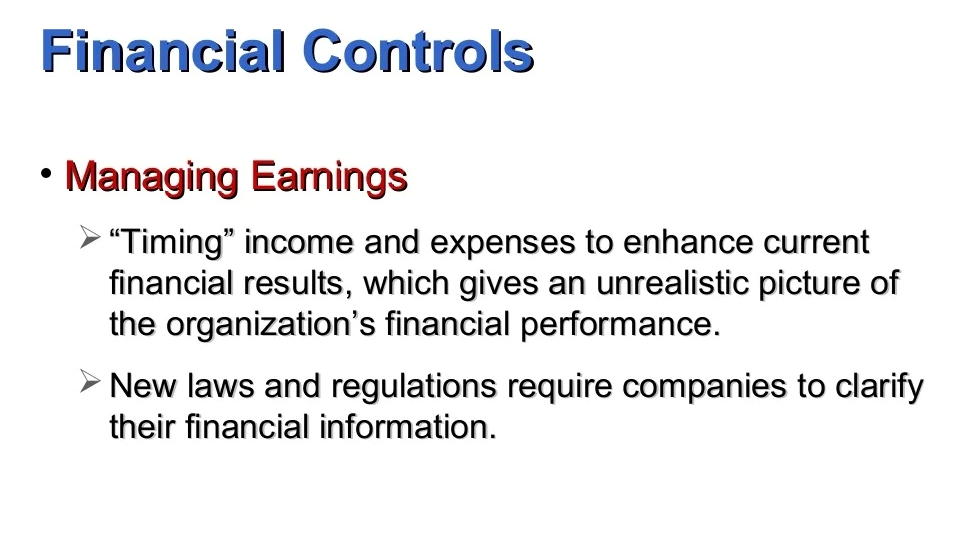 Financial Controls
• Managing Earnings
➢ “Timing” income and expenses to enhance current
financial results, which gives an unrealistic picture of
the organization’s financial performance.
➢ New laws and regulations require companies to clarify
their financial information.